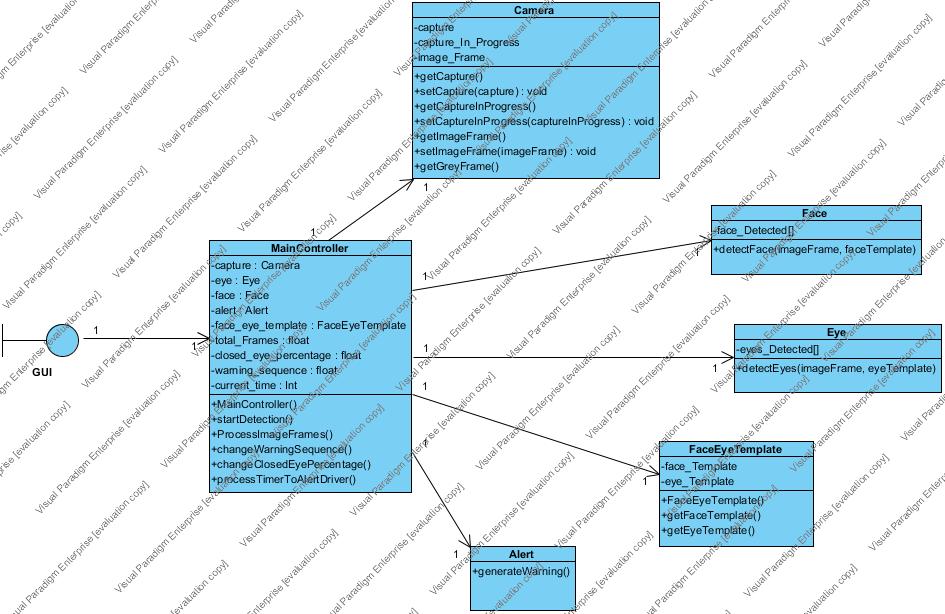 Camera
-capture
-capture_In_Progress
-image_Frame
+getCapture()
+setCapture(capture) : void
+getCaptureInProgress()
+setCaptureInProgress(captureInProgress) : void
+getImageFrame()
+setImageFrame(imageFrame) : void
+getGreyFrame()
1
1
MainController
-capture : Camera
-eye : Eye
-face : Face
-alert : Alert
-face_eye_template : FaceEyeTemplate
-total_Frames : float
-closed_eye_percentage : float
-warning_sequence : float
-current_time : Int
+MainController()
+startDetection()
+ProcessImageFrames()
+changeWarningSequence()
+changeClosedEyePercentage()
+processTimerToAlertDriver()
GUI
1
1
Face
-face_Detected[]
+detectFace(imageFrame, faceTemplate)
1
1
Eye
-eyes_Detected[]
+detectEyes(imageFrame, eyeTemplate)
1
1
FaceEyeTemplate
-face_Template
-eye_Template
+FaceEyeTemplate()
+getFaceTemplate()
+getEyeTemplate()
1
1
Alert
+generateWarning()
1
1
Visual Paradigm Enterprise [evaluation copy]